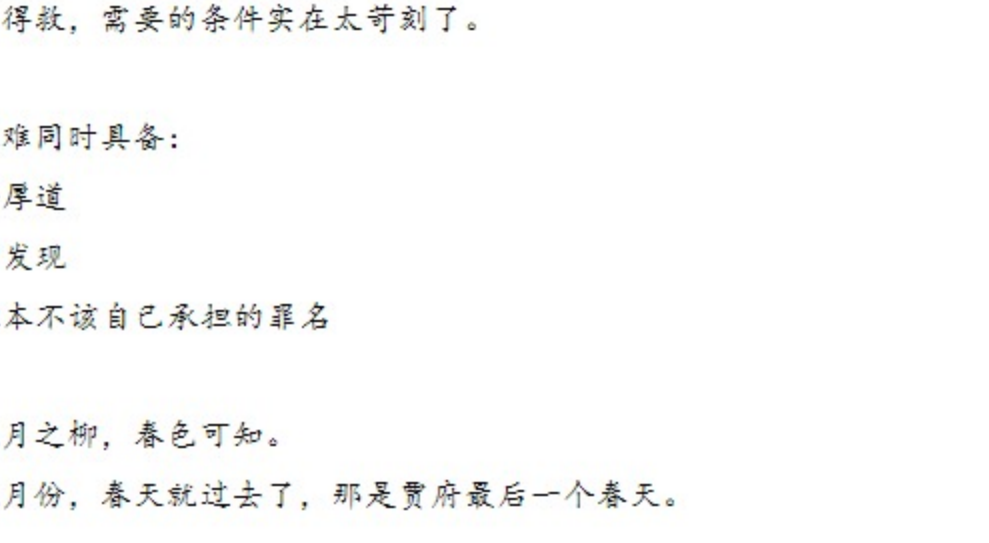 得救，需要的条件实在太苛刻了。
难同时具备：
厚道
发现
本不该自己承担的罪名
月之柳，春色可知。
月份，春天就过去了，那是贾府最后一个春天。